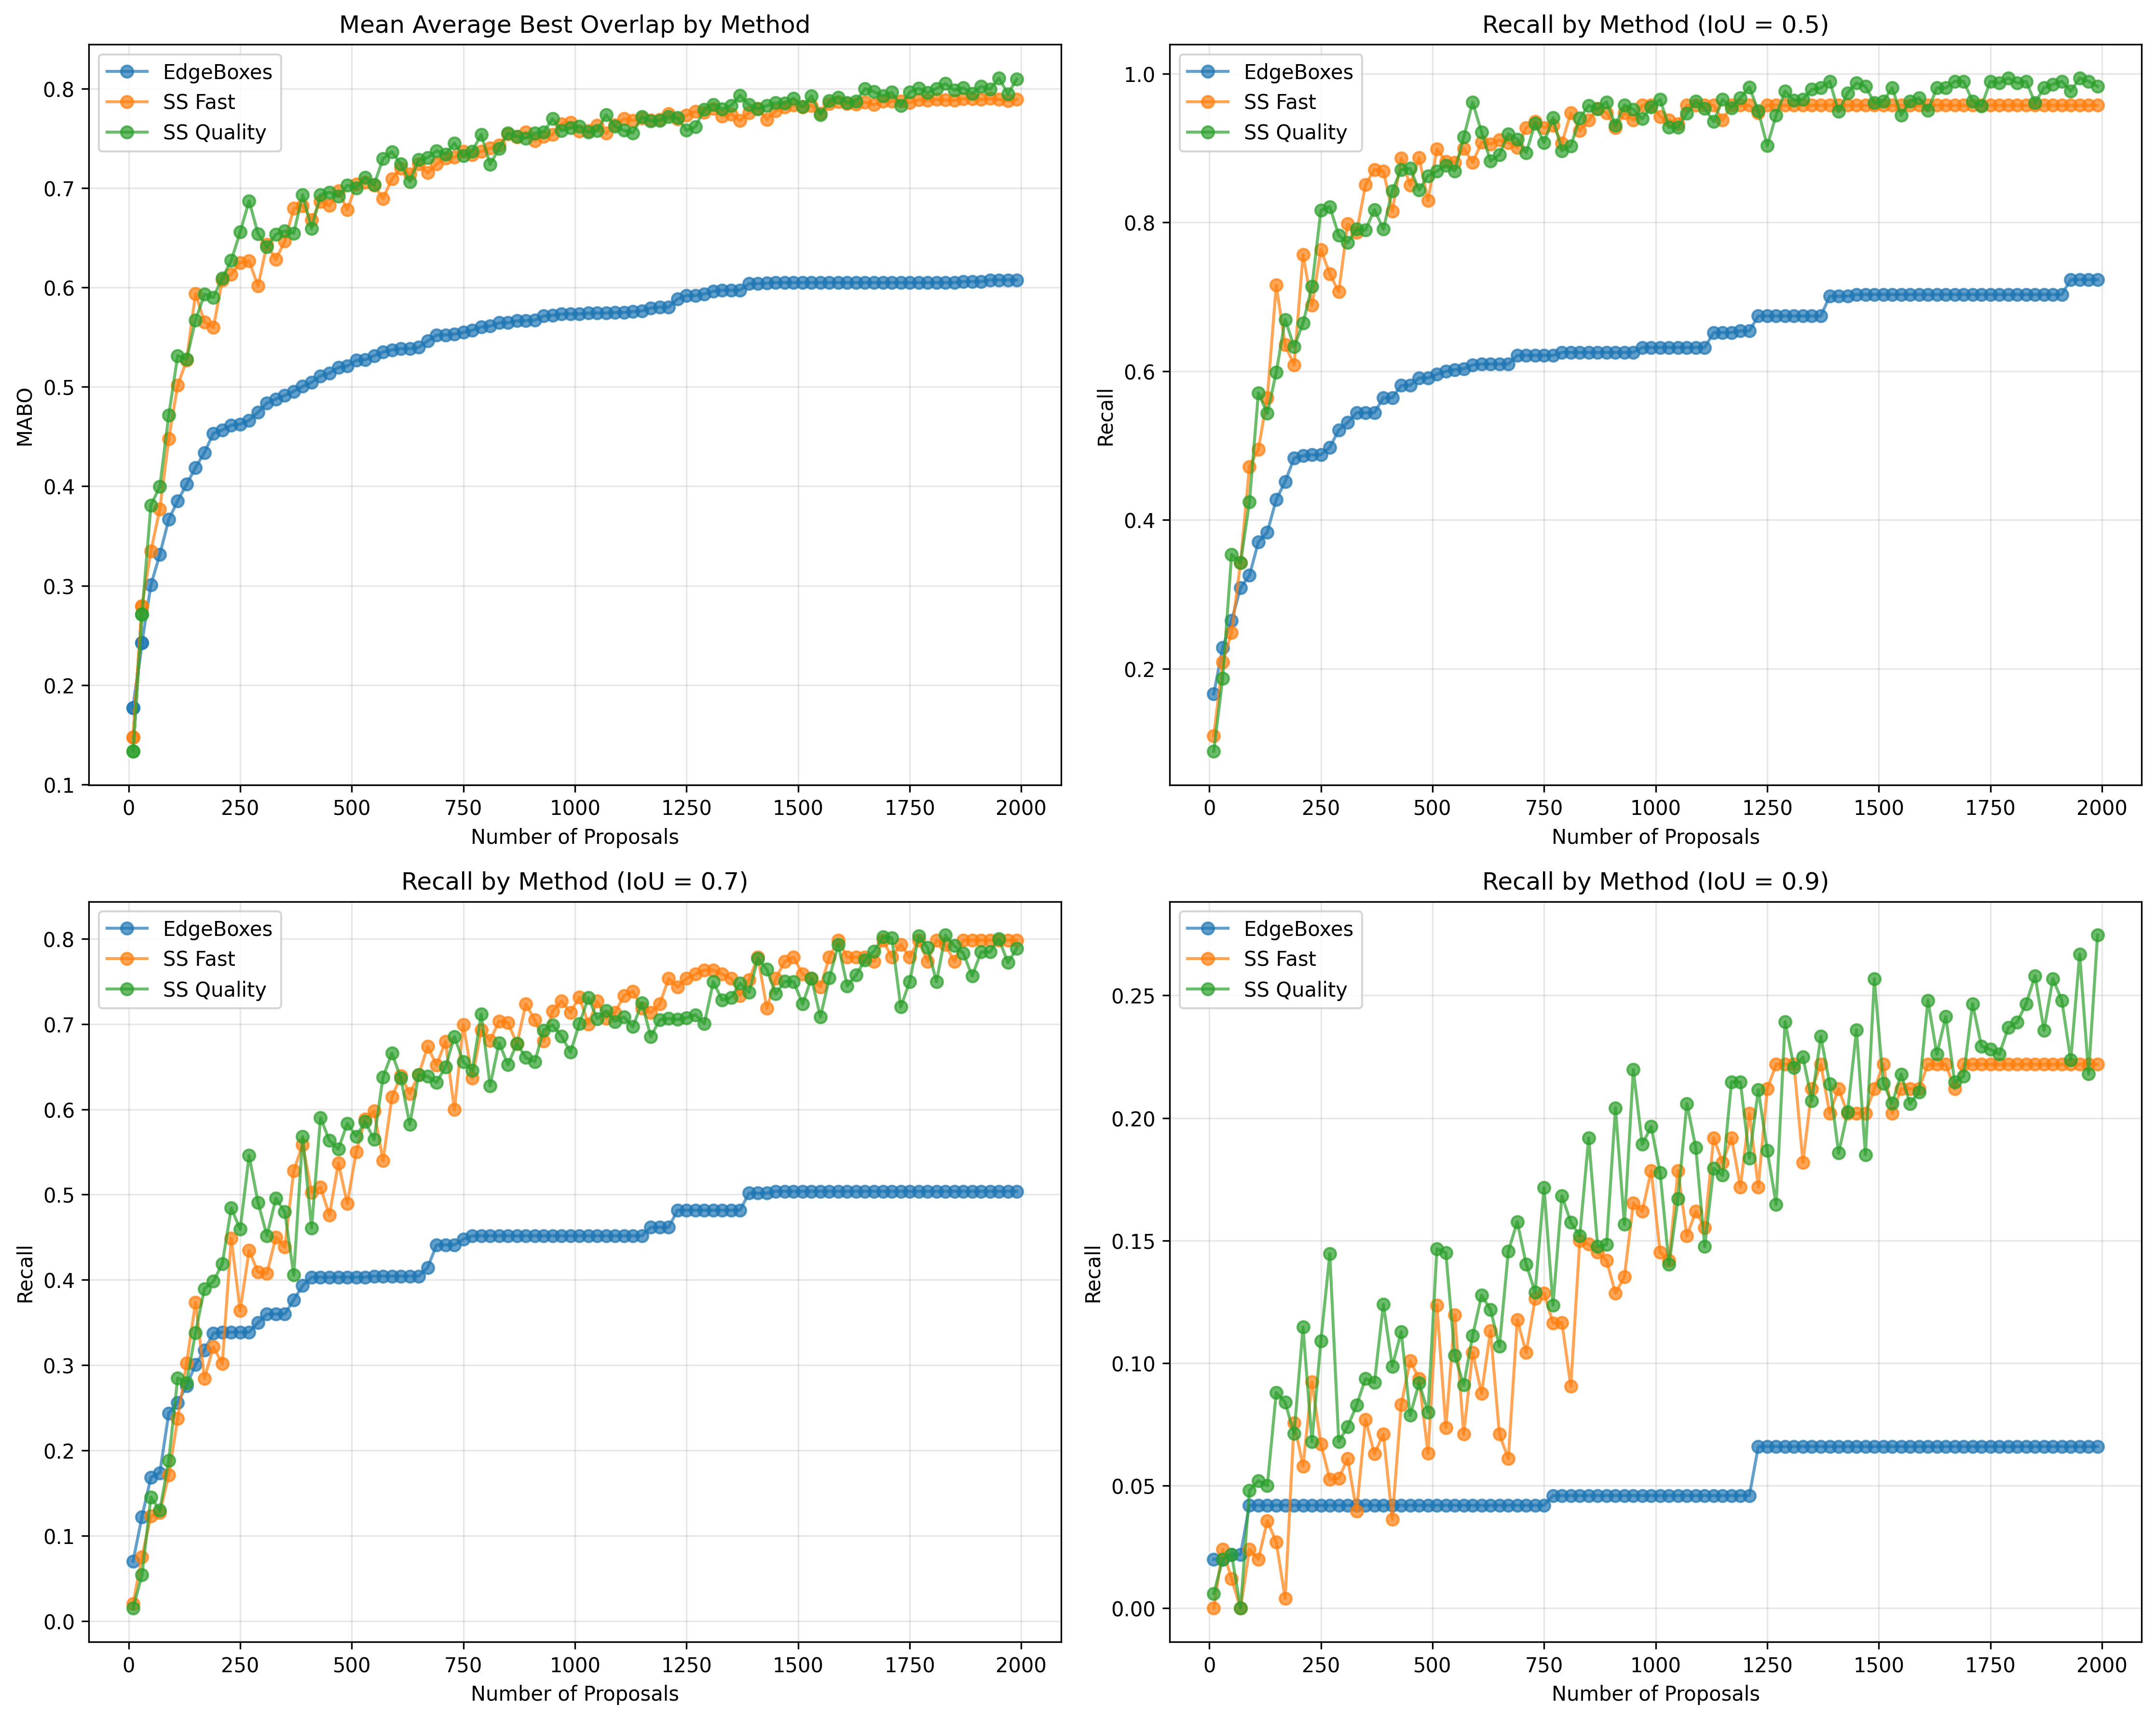 Mean Average Best Overlap by Method
EdgeBoxes
SS Fast
SS Quality
MABO
0.8
0.7
0.6
0.5
0.4
0.3
0.2
0.1
0 250 500 750 1000 1250 1500 1750 2000
Number of Proposals
Recall by Method (IoU = 0.5)
EdgeBoxes
SS Fast
SS Quality
Recall
1.0
0.8
0.6
0.4
0.2
0 250 500 750 1000 1250 1500 1750 2000
Number of Proposals
Recall by Method (IoU = 0.7)
EdgeBoxes
SS Fast
SS Quality
Recall
0.8
0.7
0.6
0.5
0.4
0.3
0.2
0.1
0.0
0 250 500 750 1000 1250 1500 1750 2000
Number of Proposals
Recall by Method (IoU = 0.9)
EdgeBoxes
SS Fast
SS Quality
Recall
0.25
0.20
0.15
0.10
0.05
0.00
0 250 500 750 1000 1250 1500 1750 2000
Number of Proposals